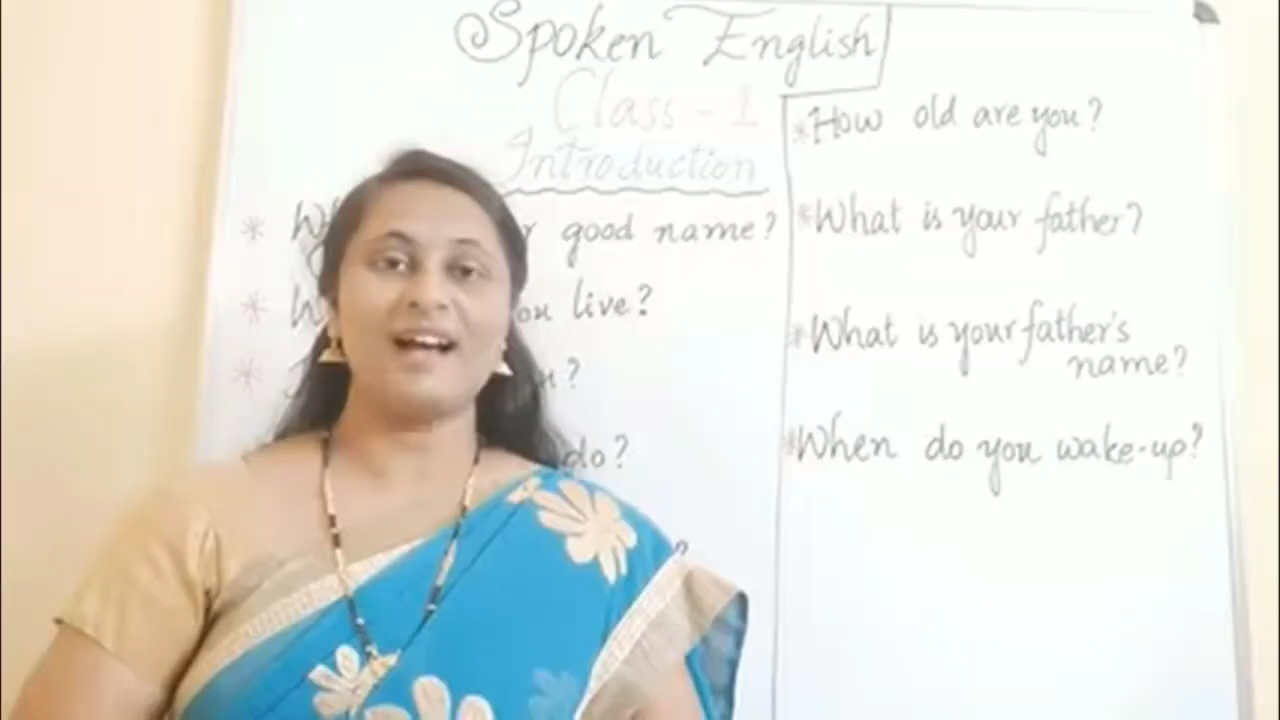 Spoken English
Class - 1
Introduction
* good name?
* live?
* ?
do?
?
* How old are you?
* What is your father?
* What is your father's
name?
* When do you wake-up?